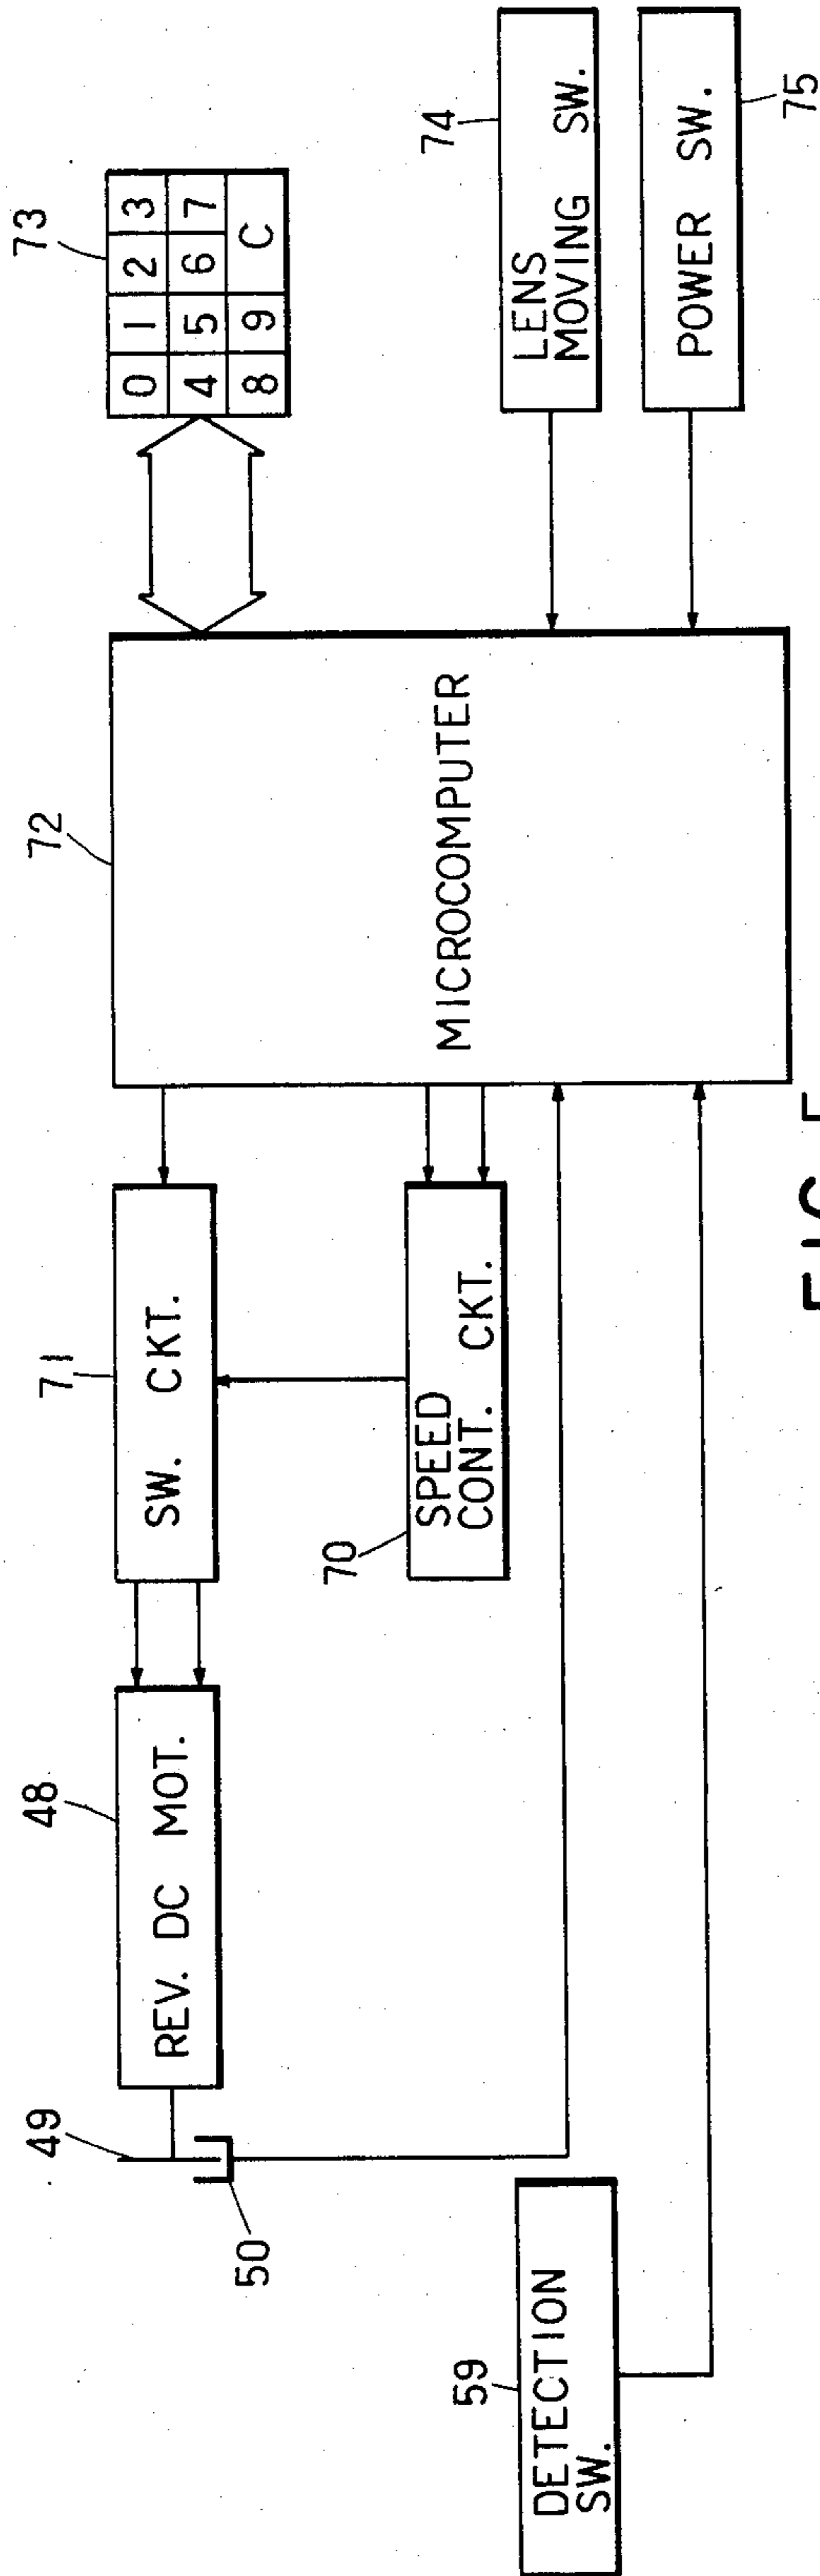 73
0 1 2 3
4 5 6 7
8 9 C
74
LENS
MOVING SW.
75
POWER SW.
72
MICROCOMPUTER
71
SW. CKT.
70
SPEED
CONT. CKT.
48
REV. DC MOT.
49
50
59
DETECTION
SW.